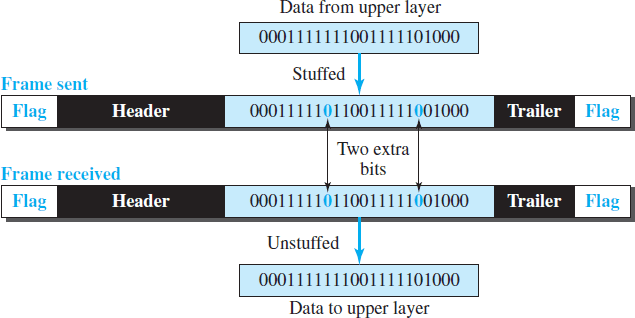 Data from upper layer
0001111111001111101000
Stuffed
Frame sent
Flag Header 000111110110011111001000 Trailer Flag
Two extra
bits
Frame received
Flag Header 000111110110011111001000 Trailer Flag
Unstuffed
0001111111001111101000
Data to upper layer